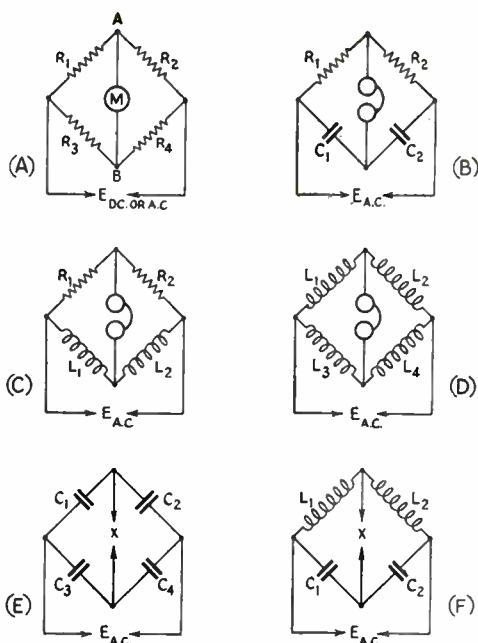 A
R1 R2
M
R3 R4
B
(A)
E DC. OR A.C
R1 R2
C1 C2
(B)
E A.C.
R1 R2
L1 L2
(C)
E A.C.
L1 L2
L3 L4
(D)
E A.C.
C1 C2
X
C3 C4
(E)
E A.C
L1 L2
X
C1 C2
(F)
E A.C.